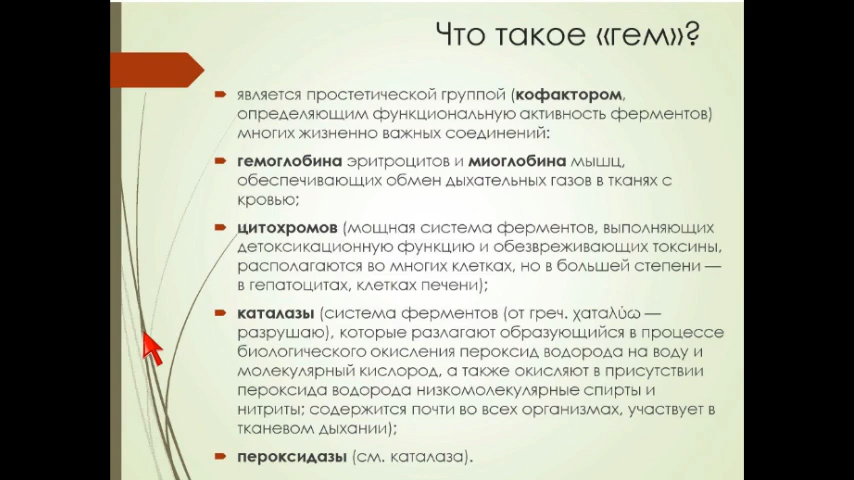 Что такое «гем»?
является простетической группой (кофактором,
определяющим функциональную активность ферментов)
многих жизненно важных соединений:
гемоглобина эритроцитов и миоглобина мышц,
обеспечивающих обмен дыхательных газов в тканях с
кровью;
цитохромов (мощная система ферментов, выполняющих
детоксикационную функцию и обезвреживающих токсины,
располагаются во многих клетках, но в большей степени —
в гепатоцитах, клетках печени);
каталазы (система ферментов (от греч. χαταλύω —
разрушаю), которые разлагают образующийся в процессе
биологического окисления пероксид водорода на воду и
молекулярный кислород, а также окисляют в присутствии
пероксида водорода низкомолекулярные спирты и
нитриты; содержится почти во всех организмах, участвует в
тканевом дыхании);
пероксидазы (см. каталаза).